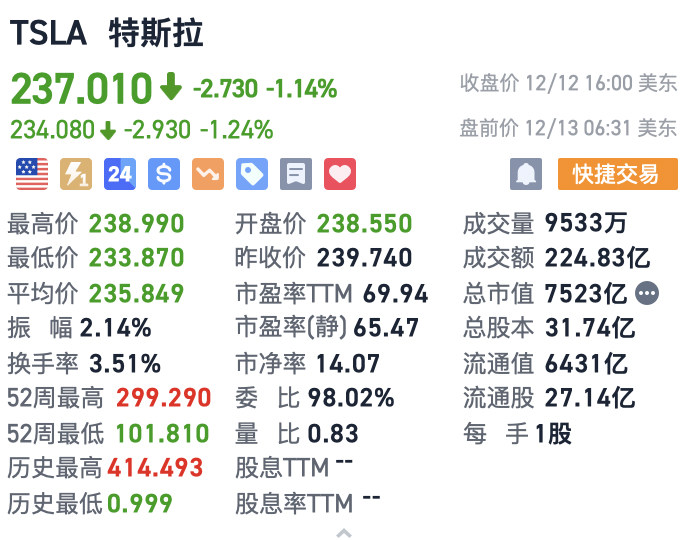 TSLA 特斯拉
237.010 -2.730 -1.14% 收盘价 12/12 16:00 美东
234.080 -2.930 -1.24% 盘前价 12/13 06:31 美东
1 24 $ 快捷交易
最高价 238.990 开盘价 238.550 成交量 9533万
最低价 233.870 昨收价 239.740 成交额 224.83亿
平均价 235.849 市盈率TTM 69.94 总市值 7523亿
振 幅 2.14% 市盈率(静) 65.47 总股本 31.74亿
换手率 3.51% 市净率 14.07 流通值 6431亿
52周最高 299.290 委 比 98.02% 流通股 27.14亿
52周最低 101.810 量 比 0.83 每 手 1股
历史最高 414.493 股息TTM --
历史最低 0.999 股息率TTM --